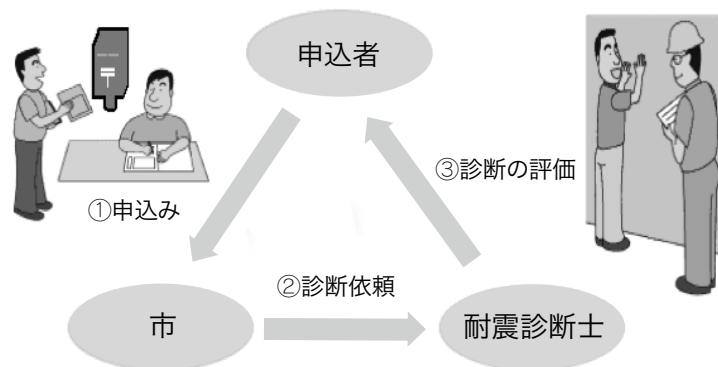 申込者
〒
①申込み
③診断の評価
②診断依頼
市
耐震診断士